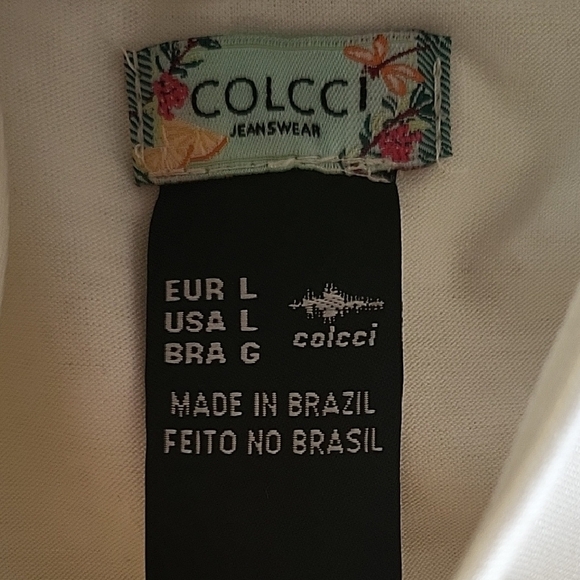 COLCCI
JEANSWEAR
EUR L
USA L
BRA G
colcci
MADE IN BRAZIL
FEITO NO BRASIL